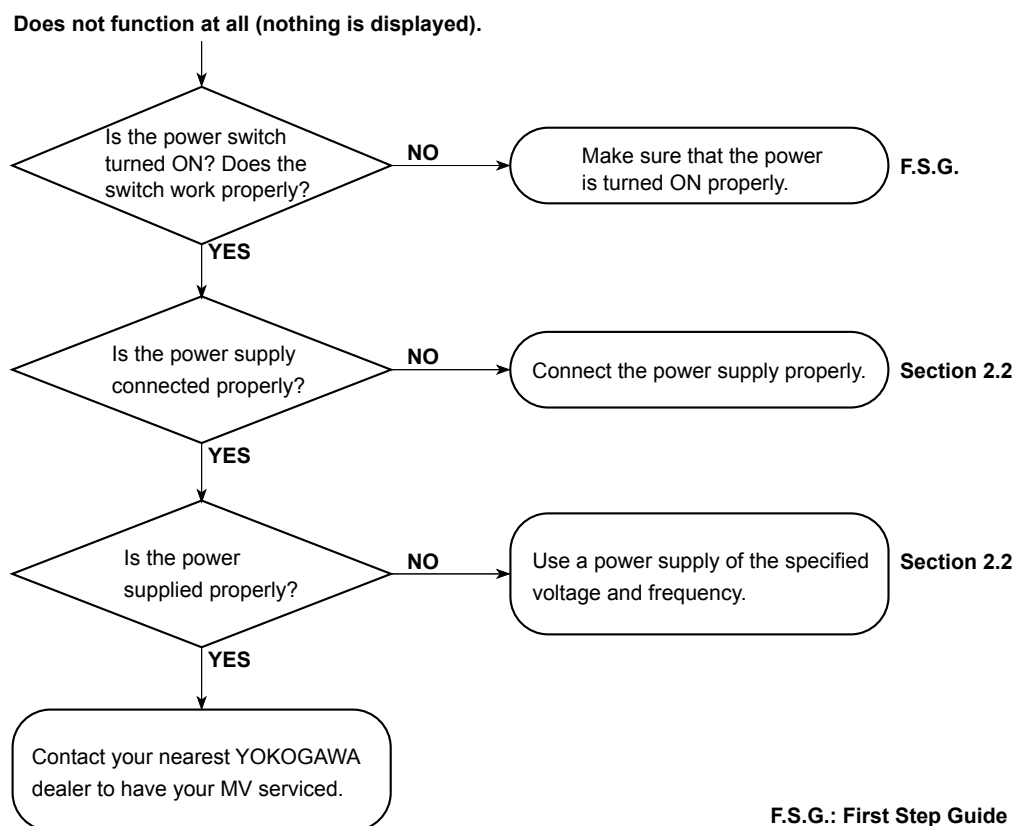 Does not function at all (nothing is displayed).
Is the power switch
turned ON? Does the
switch work properly?
NO
Make sure that the power
is turned ON properly.
F.S.G.
YES
Is the power supply
connected properly?
NO
Connect the power supply properly.
Section 2.2
YES
Is the power
supplied properly?
NO
Use a power supply of the specified
voltage and frequency.
Section 2.2
YES
Contact your nearest YOKOGAWA
dealer to have your MV serviced.
F.S.G.: First Step Guide